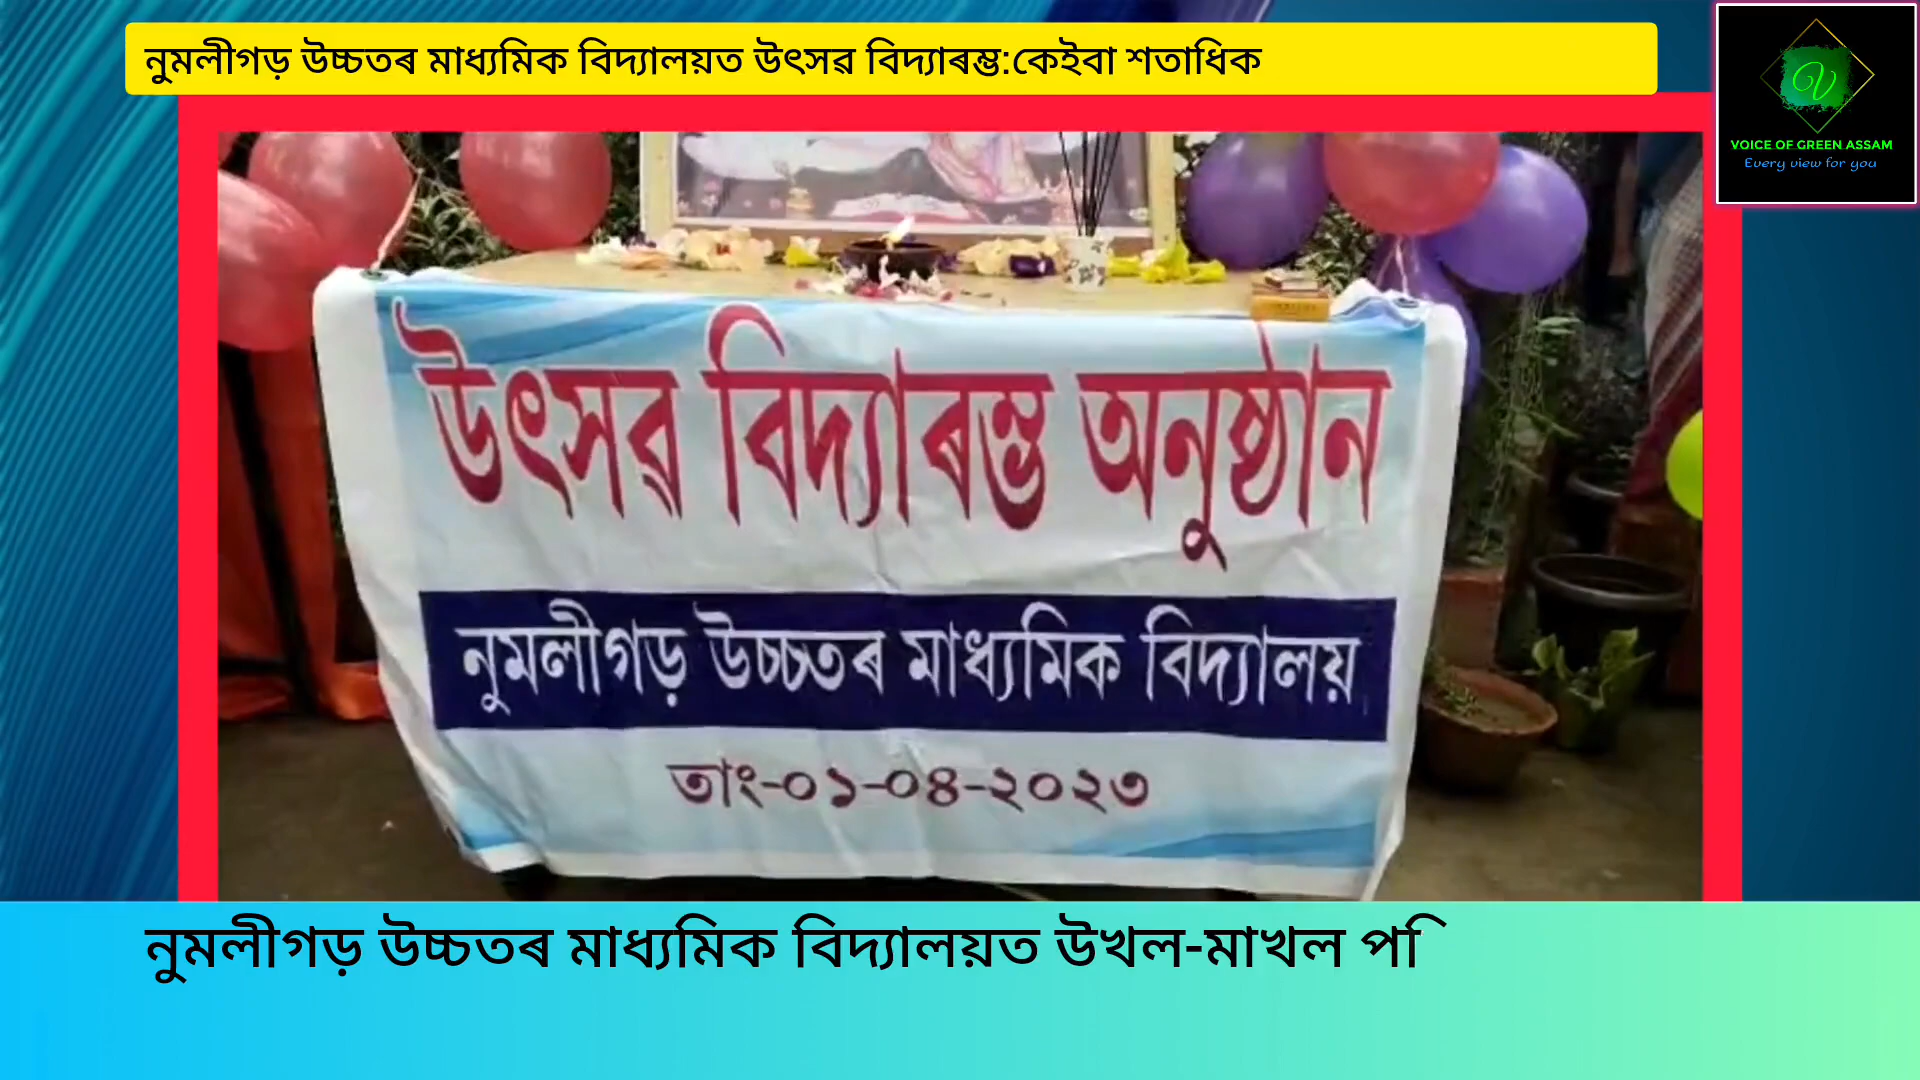 নুমলীগড় উচ্চতৰ মাধ্যমিক বিদ্যালয়ত উৎসৱ বিদ্যাৰম্ভ:কেইবা শতাধিক
VOICE OF GREEN ASSAM
Every view for you
উৎসৱ বিদ্যাৰম্ভ অনুষ্ঠান
নুমলীগড় উচ্চতৰ মাধ্যমিক বিদ্যালয়
তাং-০১-০৪-২০২৩
নুমলীগড় উচ্চতৰ মাধ্যমিক বিদ্যালয়ত উখল-মাখল